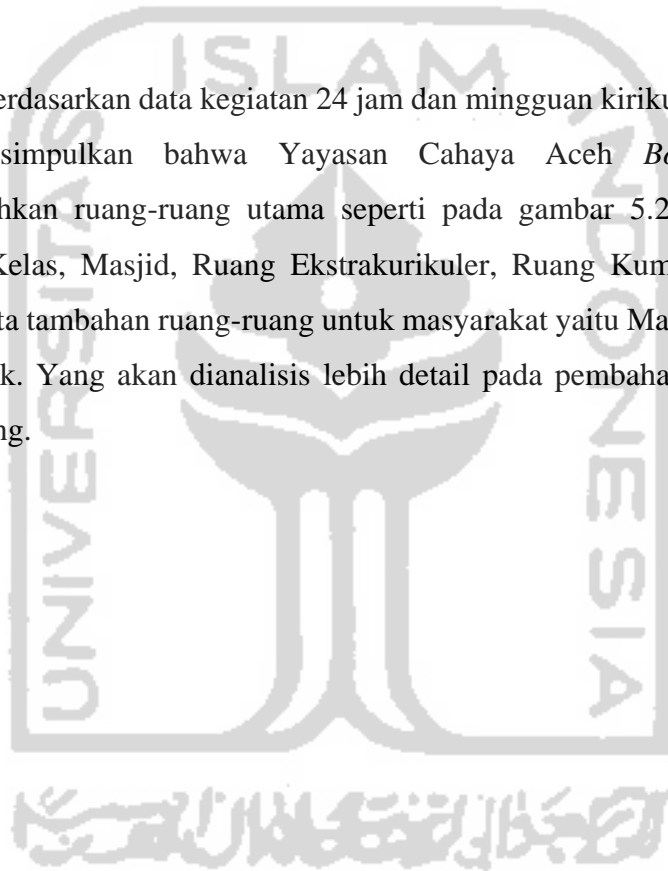 erdasarkan data kegiatan 24 jam dan mingguan kiriku
simpulkan bahwa Yayasan Cahaya Aceh Bo
hkan ruang-ruang utama seperti pada gambar 5.2
Kelas, Masjid, Ruang Ekstrakurikuler, Ruang Kum
ta tambahan ruang-ruang untuk masyarakat yaitu Ma
k. Yang akan dianalisis lebih detail pada pembaha
ng.
ISLAM
UNIVERSITAS
INDONESIA